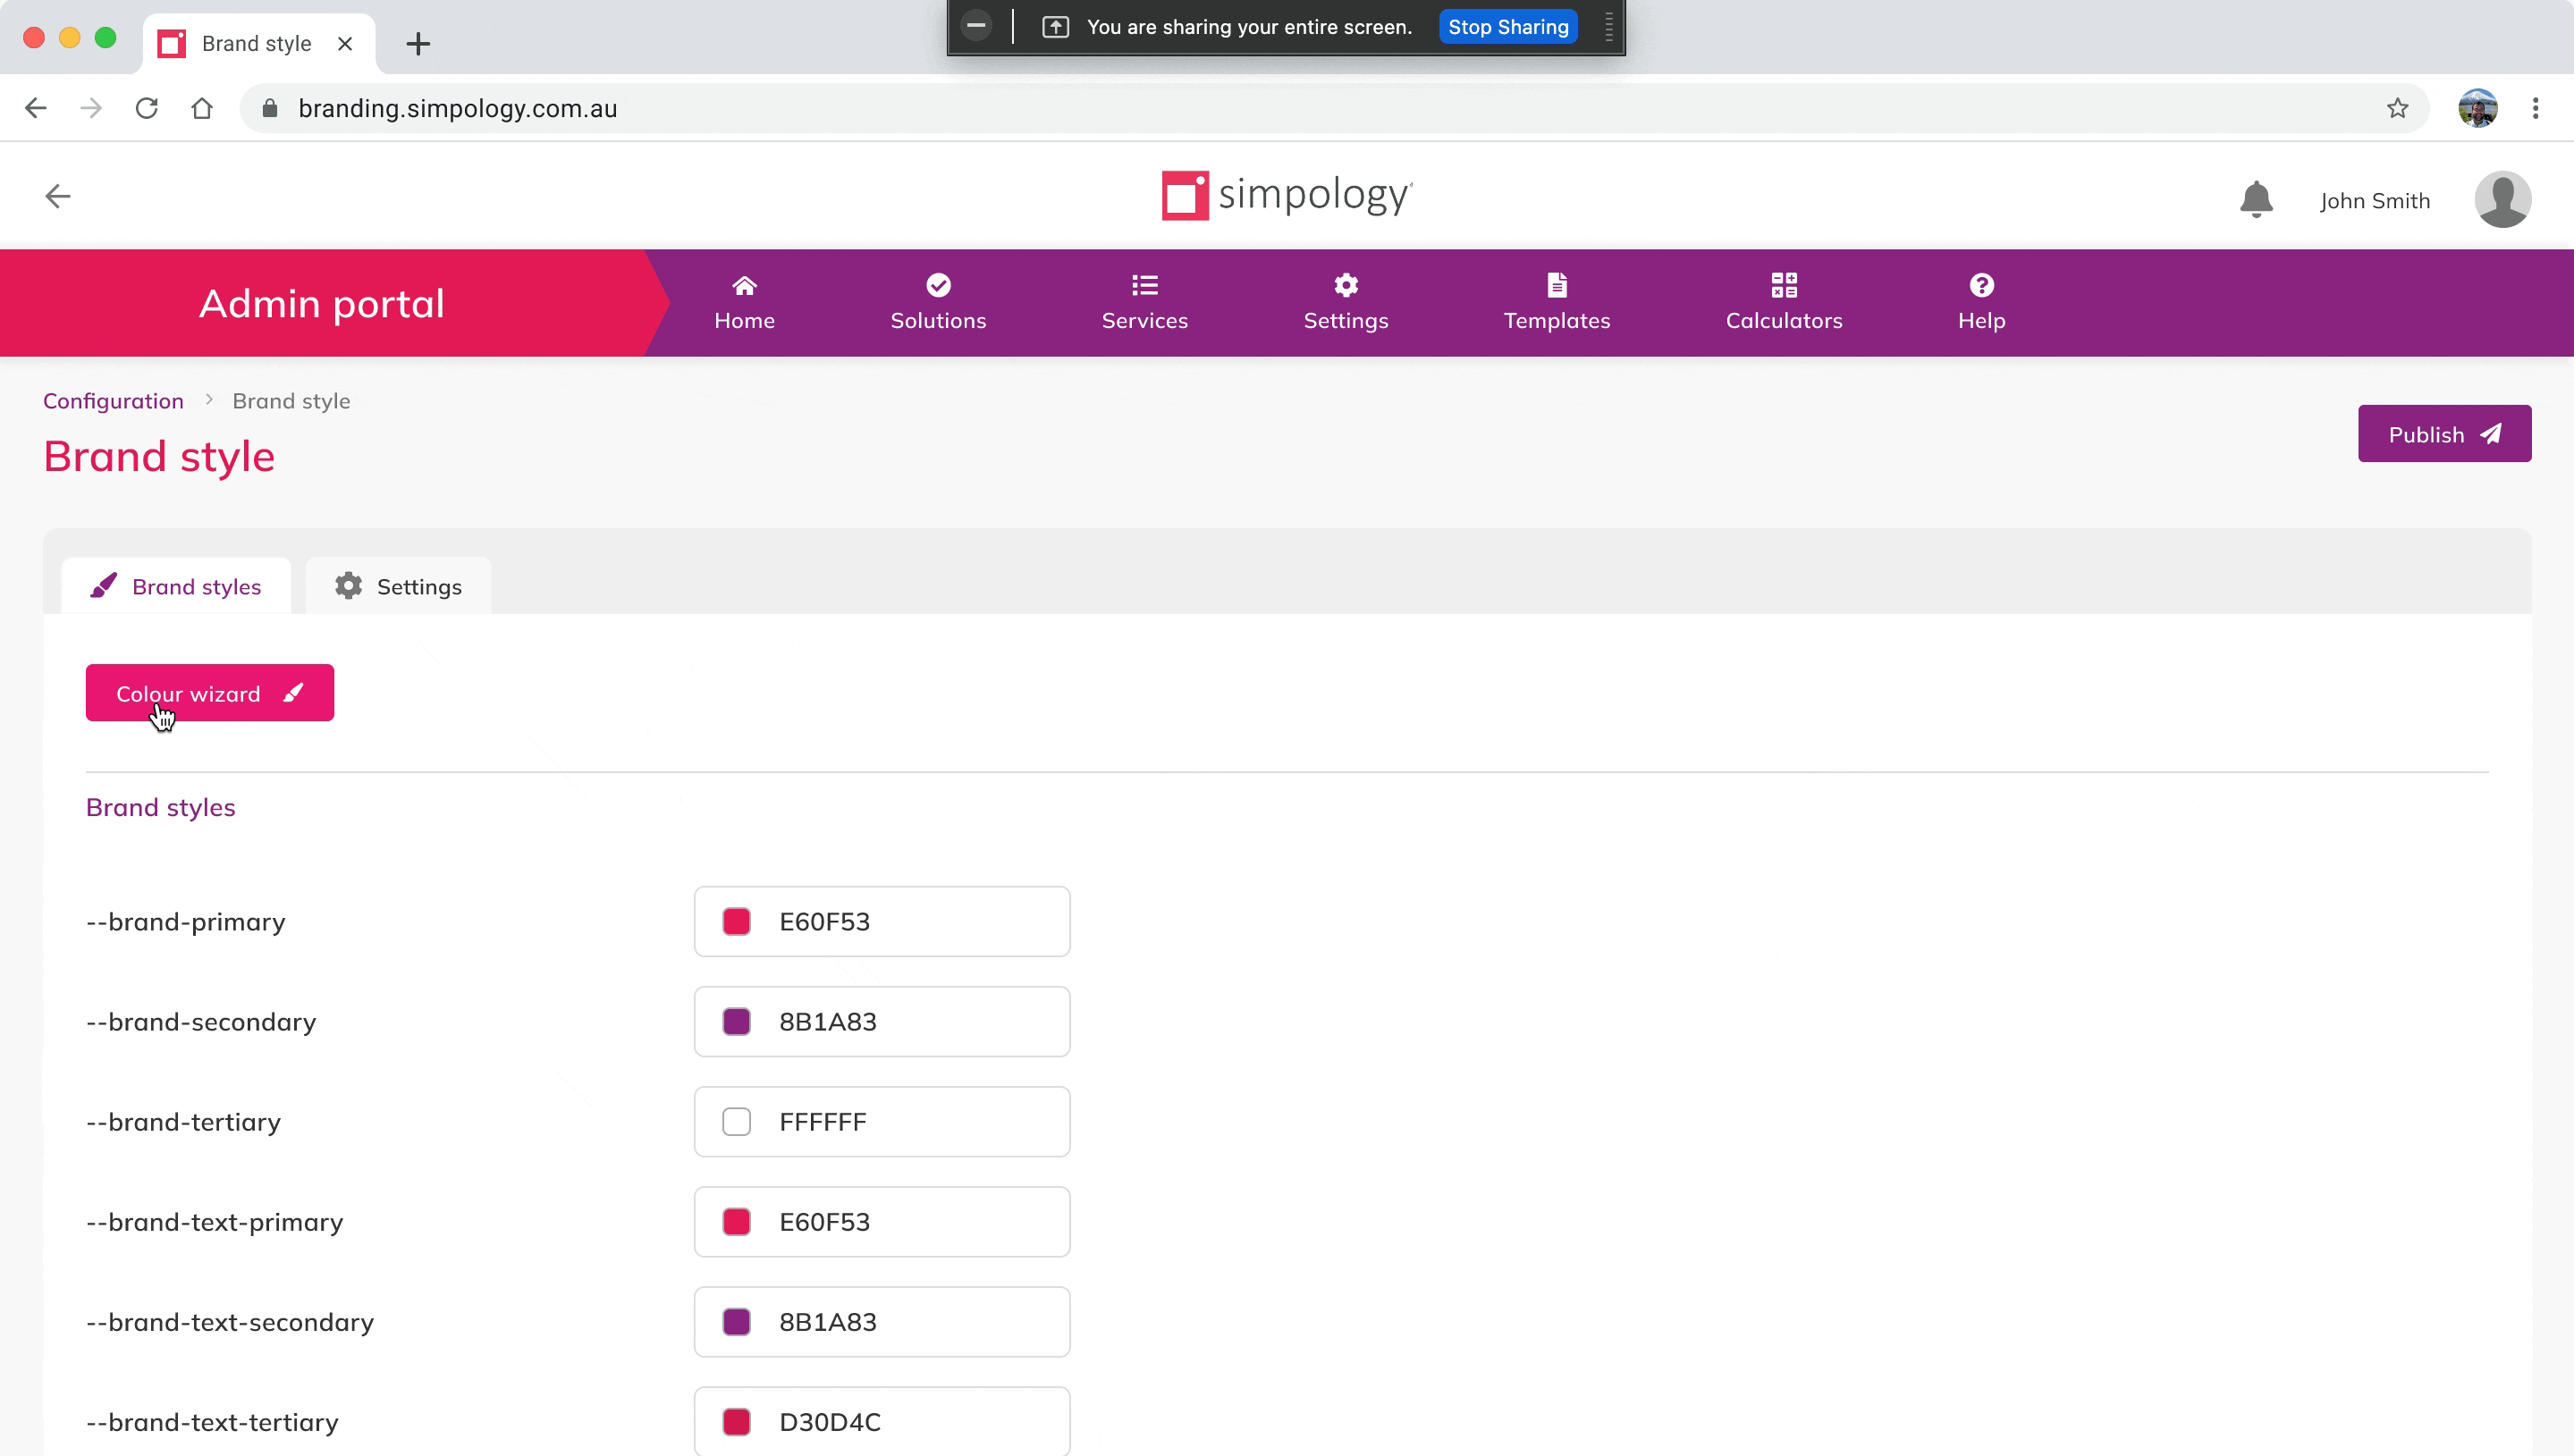 Brand style
You are sharing your entire screen.
Stop Sharing
branding.simpology.com.au
simpology
John Smith
Admin portal
Home
Solutions
Services
Settings
Templates
Calculators
Help
Configuration > Brand style
Brand style
Publish
Brand styles
Settings
Colour wizard
Brand styles
--brand-primary
E60F53
--brand-secondary
8B1A83
--brand-tertiary
FFFFFF
--brand-text-primary
E60F53
--brand-text-secondary
8B1A83
--brand-text-tertiary
D30D4C